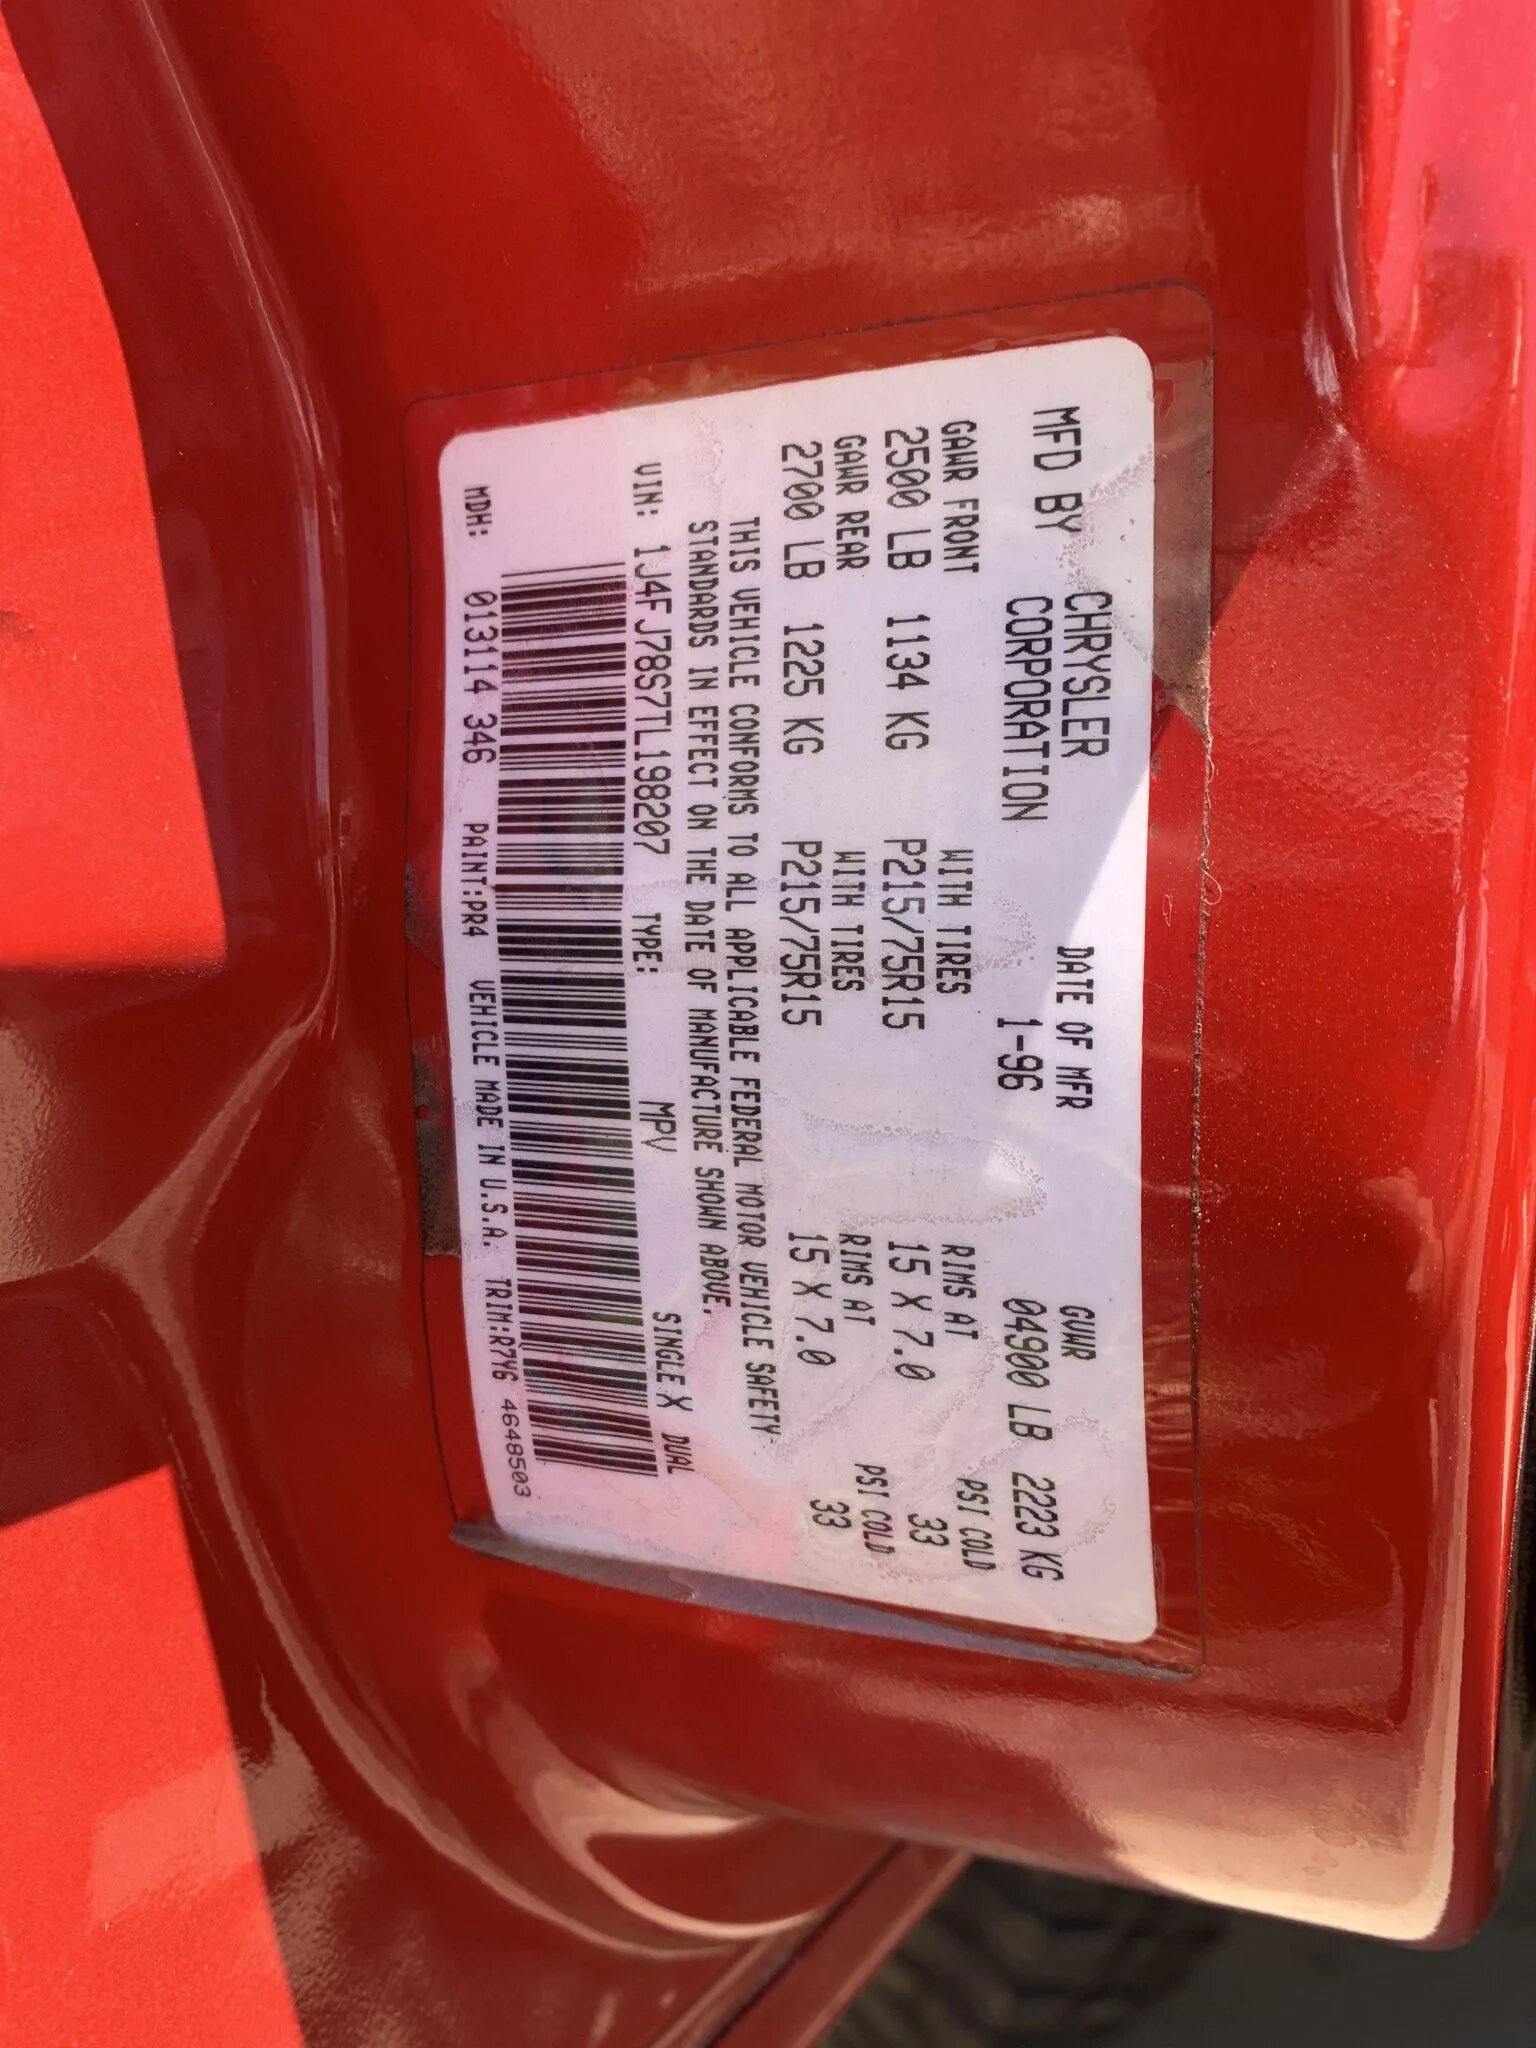 MFD BY CHRYSLER CORPORATION DATE OF MFR 1-96 GVWR 04900 LB 2223 KG
GAWR FRONT WITH TIRES RIMS AT PSI COLD
2500 LB 1134 KG P215/75R15 15 X 7.0 33
GAWR REAR WITH TIRES RIMS AT PSI COLD
2700 LB 1225 KG P215/75R15 15 X 7.0 33
THIS VEHICLE CONFORMS TO ALL APPLICABLE FEDERAL MOTOR VEHICLE SAFETY
STANDARDS IN EFFECT ON THE DATE OF MANUFACTURE SHOWN ABOVE.
VIN: 1J4FJ78S7TL198207 TYPE: MPV SINGLE X DUAL
MDH: 013114 346 PAINT:PR4 VEHICLE MADE IN U.S.A. TRIM:R7Y6 4648503